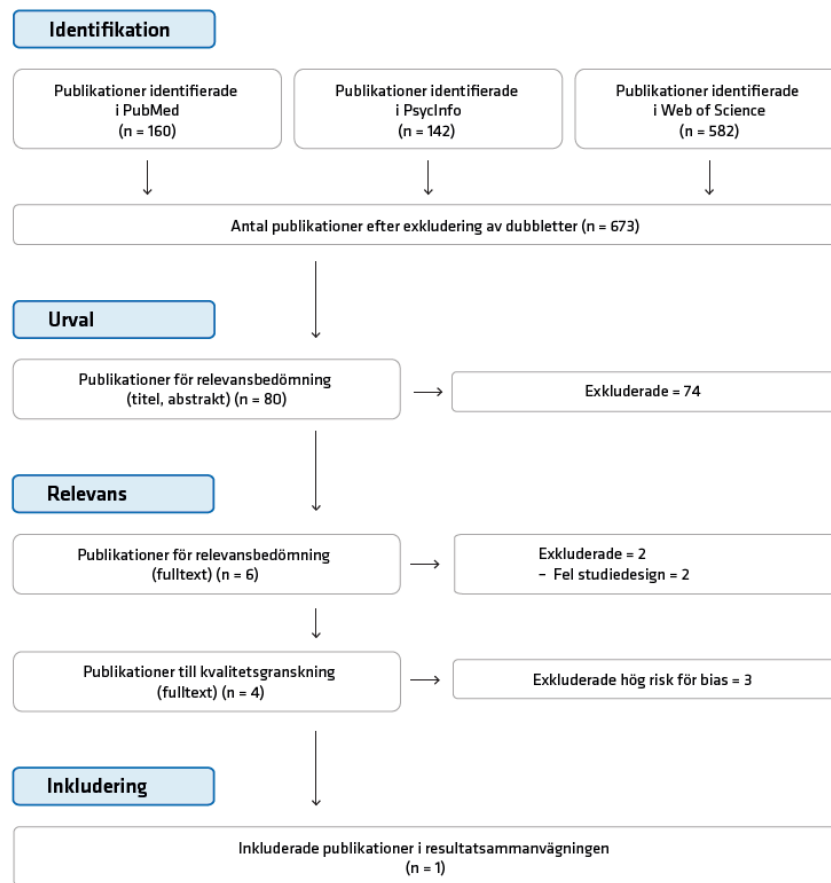 Identifikation
Publikationer identifierade
i PubMed
(n = 160)
Publikationer identifierade
i PsycInfo
(n = 142)
Publikationer identifierade
i Web of Science
(n = 582)
Antal publikationer efter exkludering av dubbletter (n = 673)
Urval
Publikationer för relevansbedömning
(titel, abstrakt) (n = 80)
Exkluderade = 74
Relevans
Publikationer för relevansbedömning
(fulltext) (n = 6)
Exkluderade = 2
– Fel studiedesign = 2
Publikationer till kvalitetsgranskning
(fulltext) (n = 4)
Exkluderade hög risk för bias = 3
Inkludering
Inkluderade publikationer i resultatsammanvägningen
(n = 1)